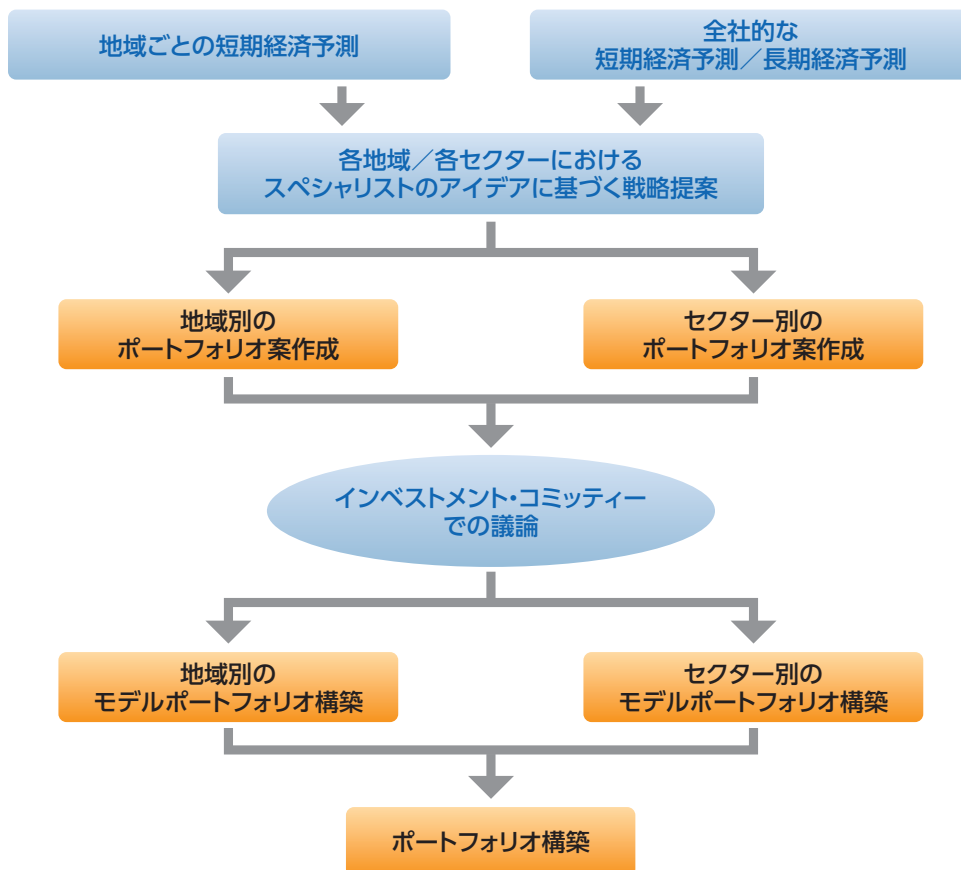 地域ごとの短期経済予測
全社的な
短期経済予測／長期経済予測
各地域／各セクターにおける
スペシャリストのアイデアに基づく戦略提案
地域別の
ポートフォリオ案作成
セクター別の
ポートフォリオ案作成
インベストメント・コミッティー
での議論
地域別の
モデルポートフォリオ構築
セクター別の
モデルポートフォリオ構築
ポートフォリオ構築